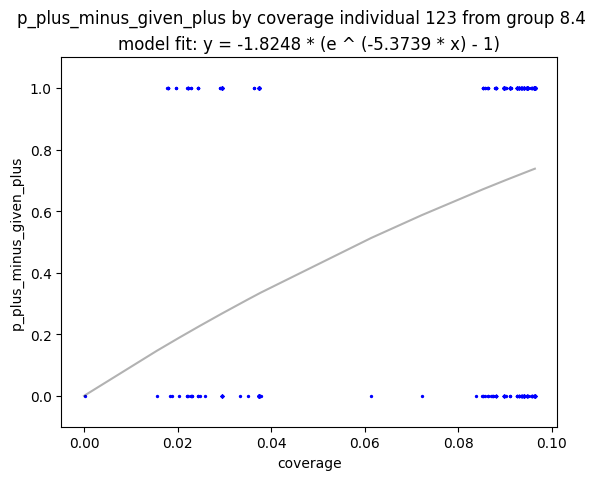 p_plus_minus_given_plus by coverage individual 123 from group 8.4
model fit: y = -1.8248 * (e ^ (-5.3739 * x) - 1)
1.0
0.8
0.6
0.4
0.2
0.0
p_plus_minus_given_plus
0.00 0.02 0.04 0.06 0.08 0.10
coverage